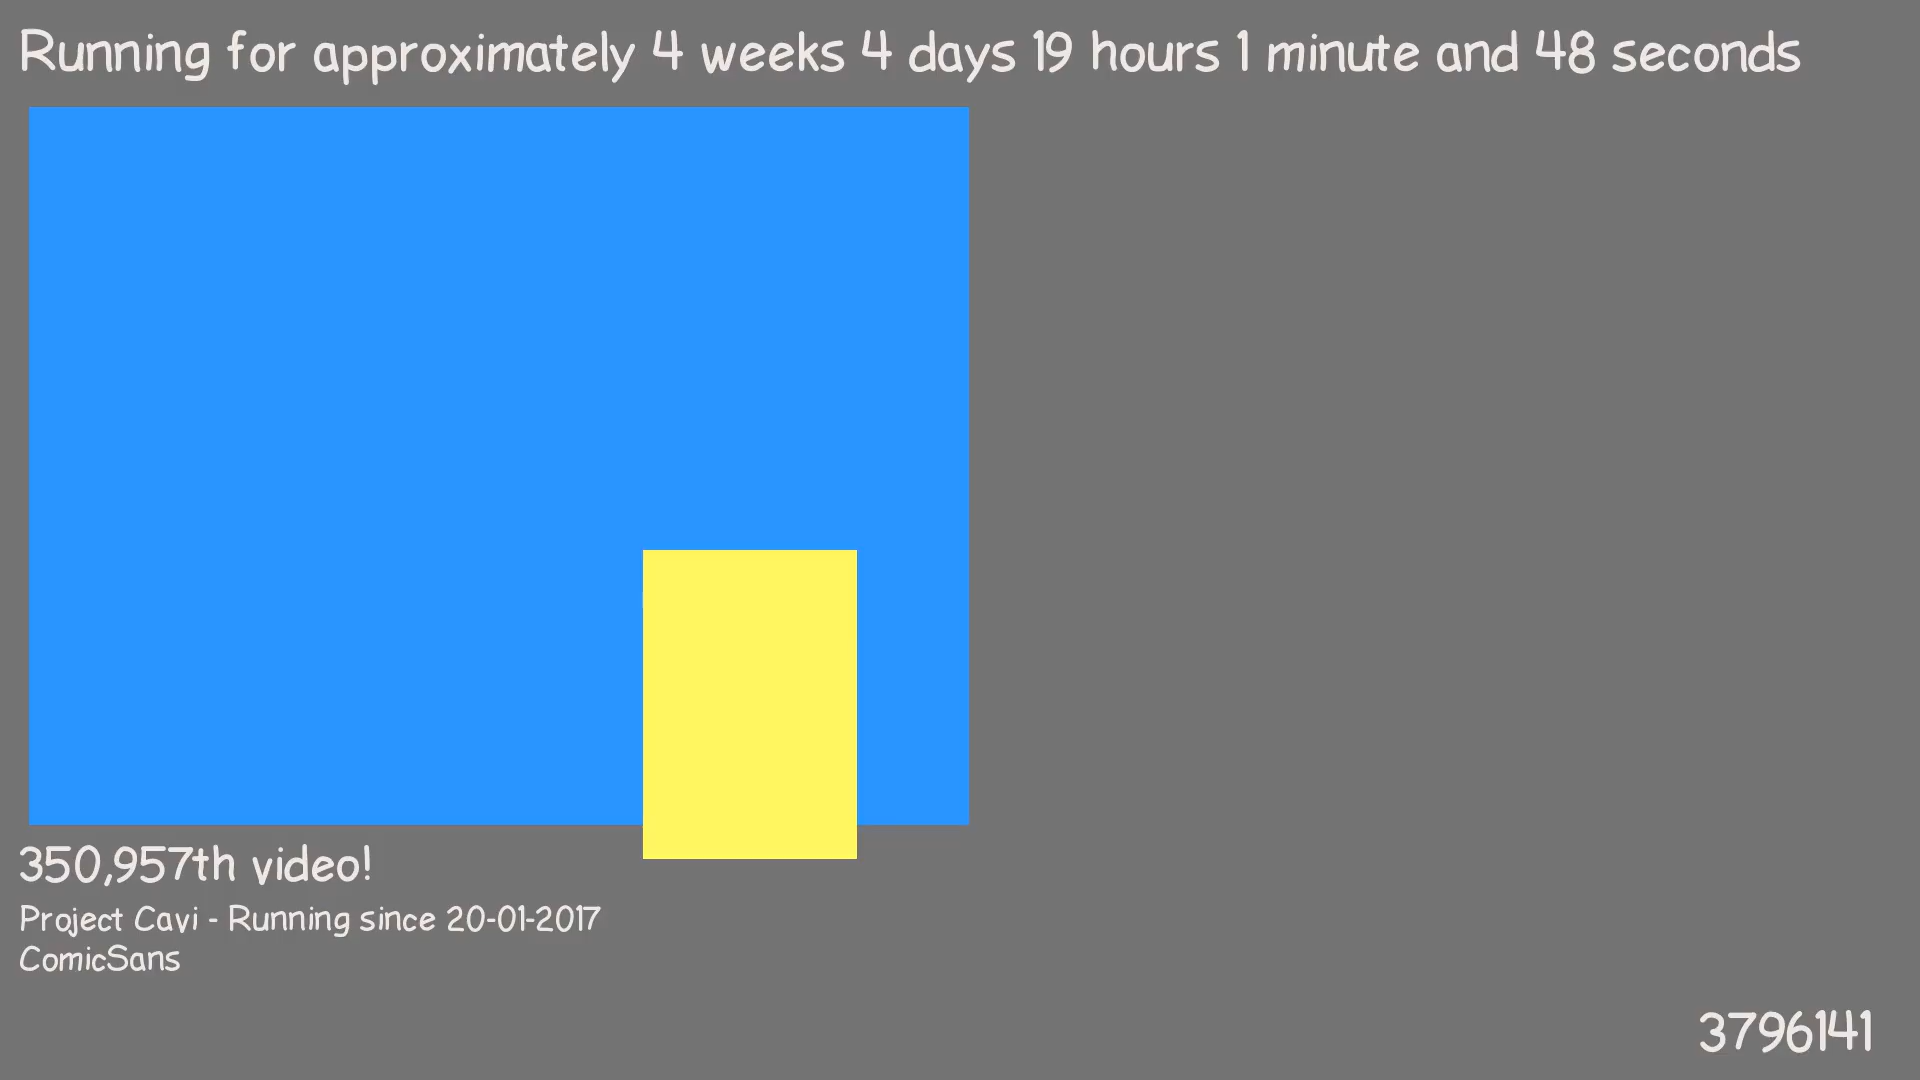 Running for approximately 4 weeks 4 days 19 hours 1 minute and 48 seconds
350,957th video!
Project Cavi - Running since 20-01-2017
ComicSans
3796141